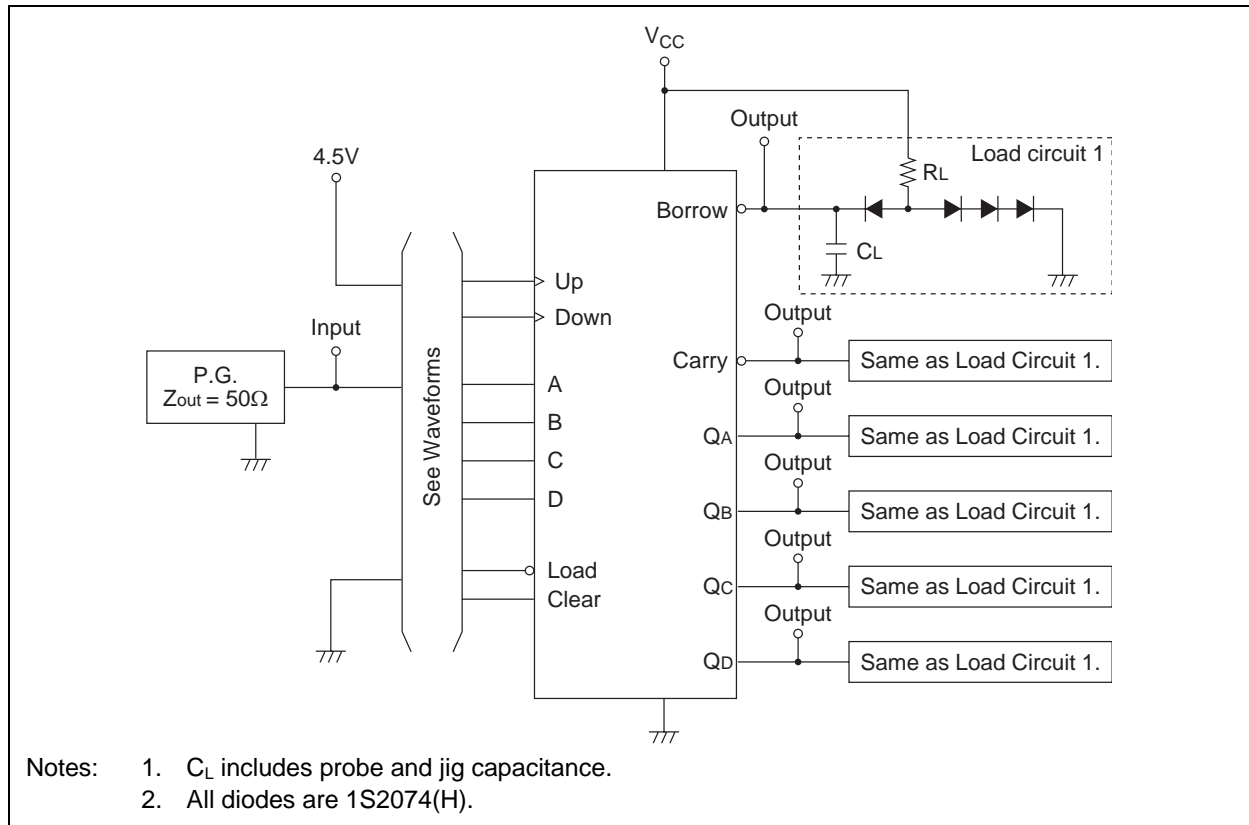 VCC
Output
Load circuit 1
4.5V
RL
Borrow
CL
Up
Down
Input
Output
P.G.
Zout = 50Ω
See Waveforms
Carry
Same as Load Circuit 1.
A
Output
B
QA
Same as Load Circuit 1.
C
Output
D
QB
Same as Load Circuit 1.
Output
Load
QC
Same as Load Circuit 1.
Clear
Output
QD
Same as Load Circuit 1.
Notes: 1. CL includes probe and jig capacitance.
2. All diodes are 1S2074(H).